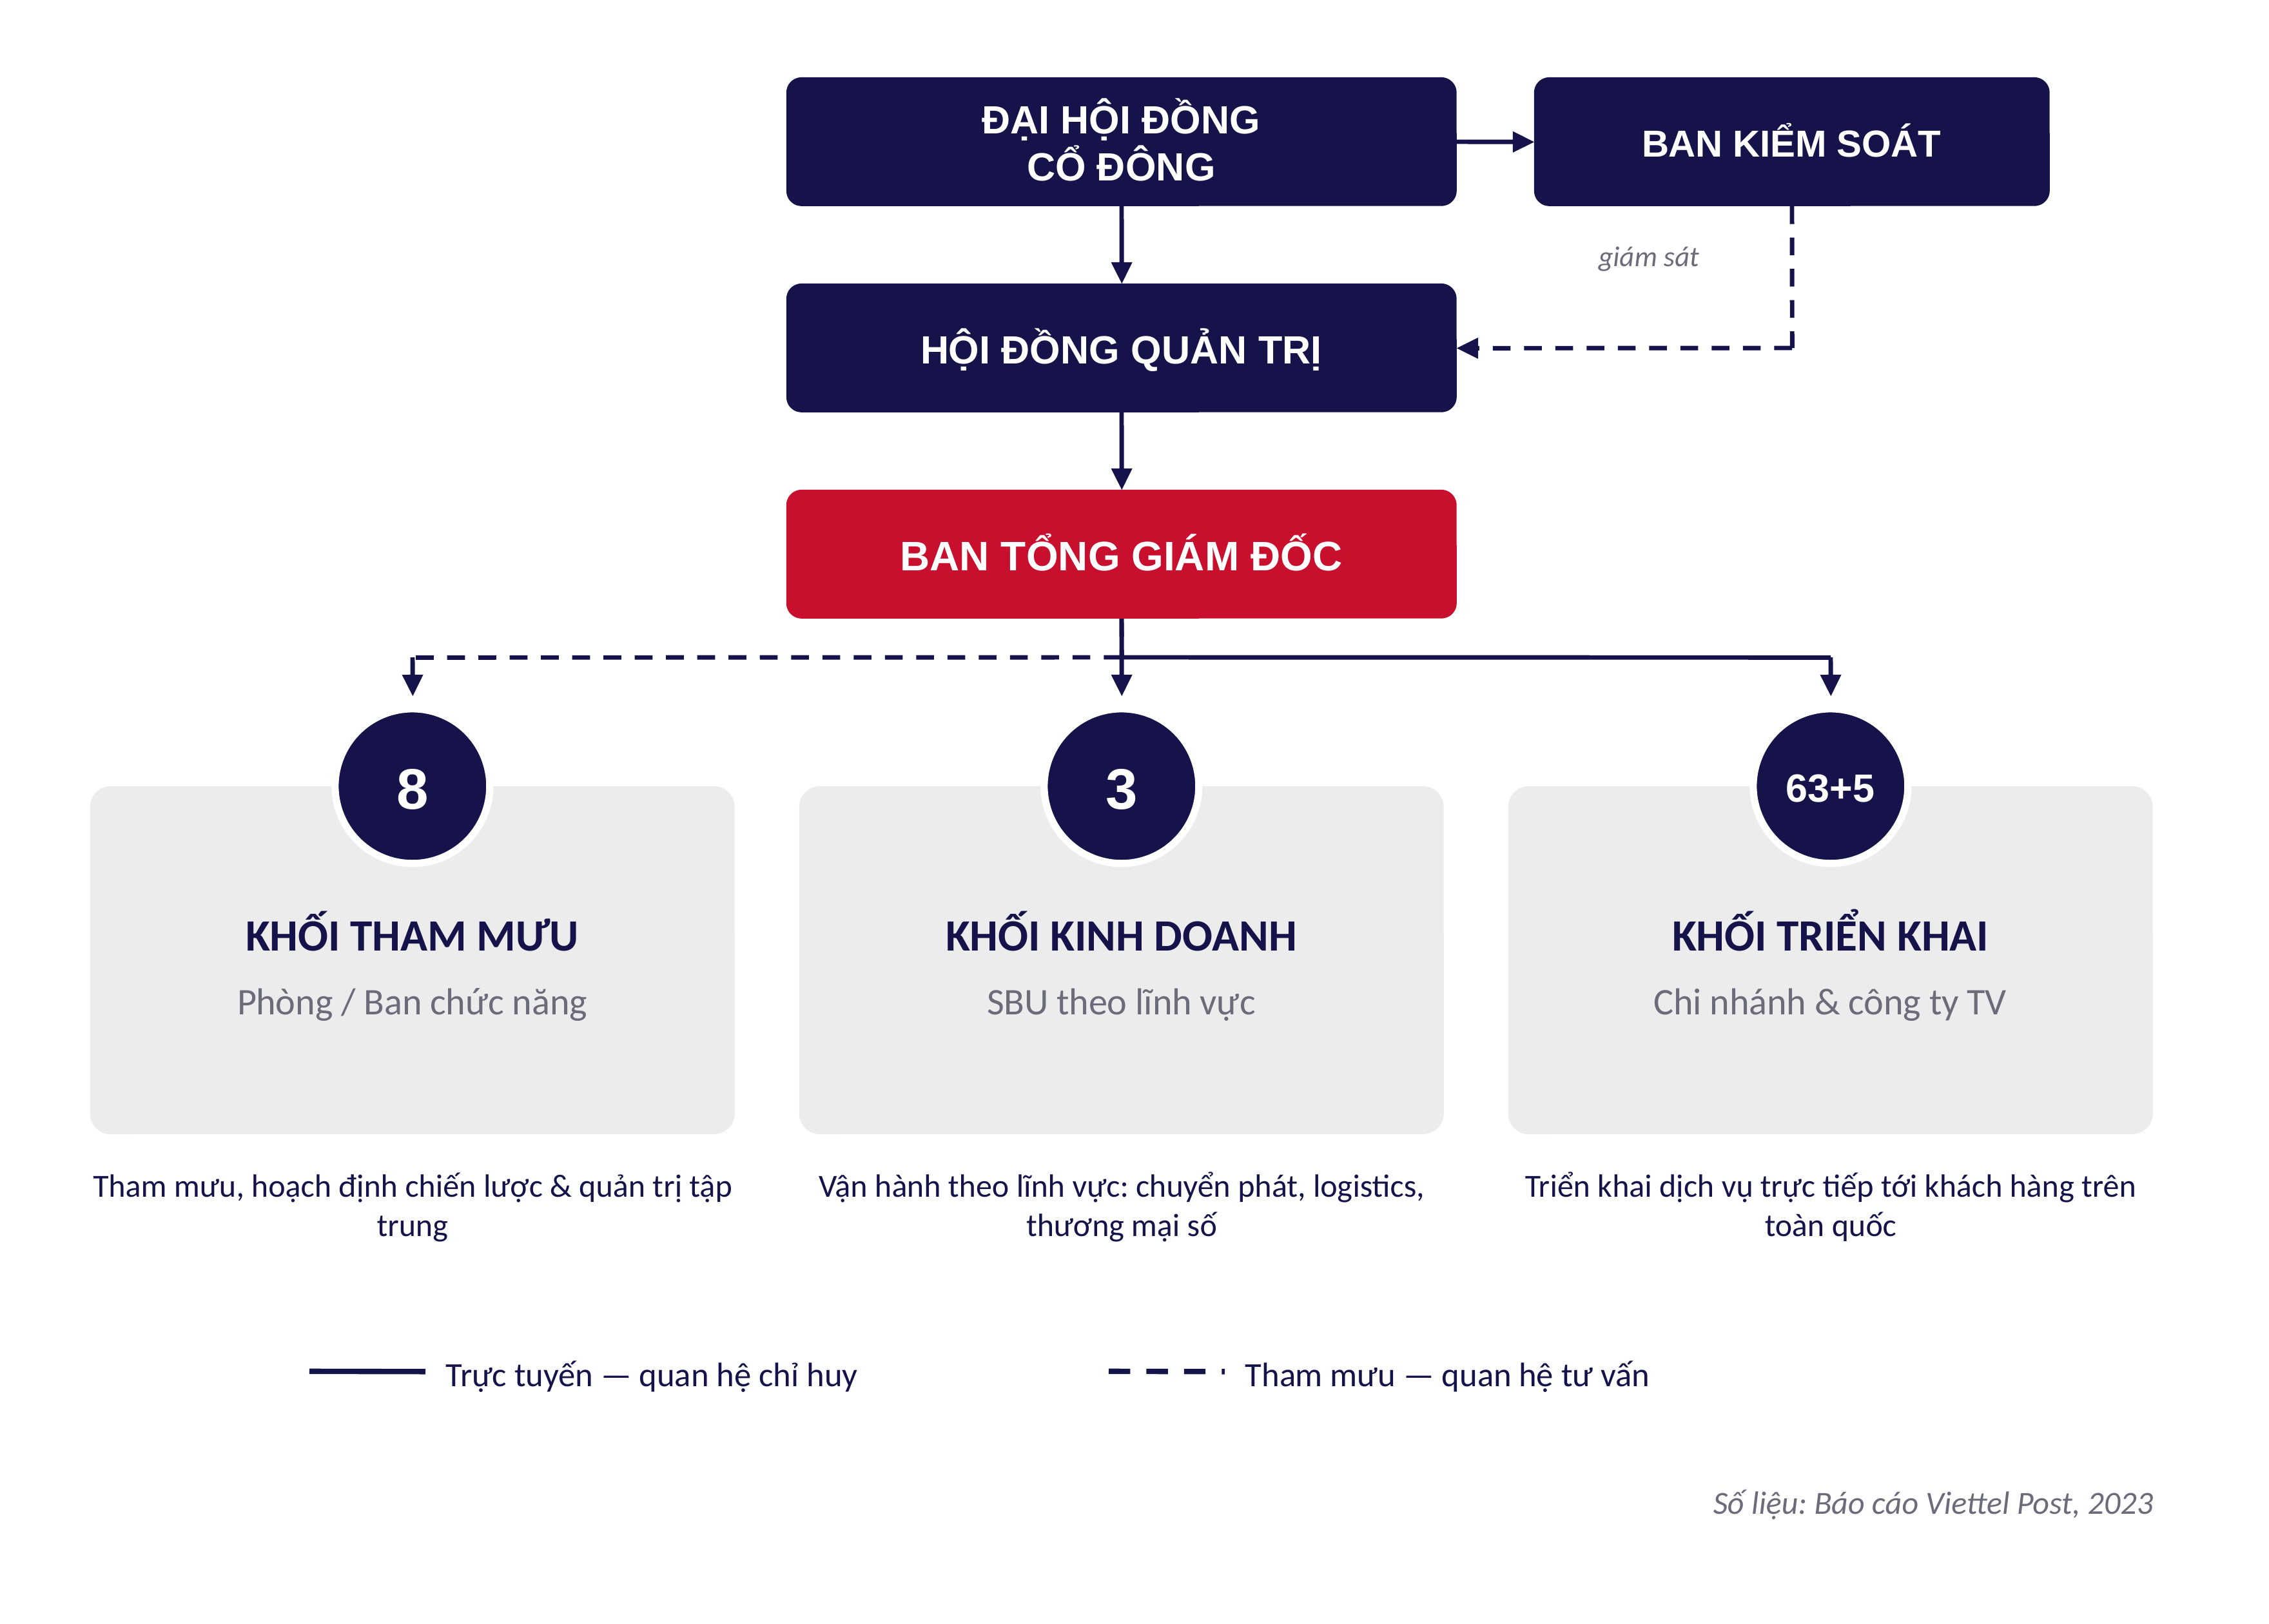 ĐẠI HỘI ĐỒNG
CỔ ĐÔNG
BAN KIỂM SOÁT
giám sát
HỘI ĐỒNG QUẢN TRỊ
BAN TỔNG GIÁM ĐỐC
8
3
63+5
KHỐI THAM MƯU
Phòng / Ban chức năng
KHỐI KINH DOANH
SBU theo lĩnh vực
KHỐI TRIỂN KHAI
Chi nhánh & công ty TV
Tham mưu, hoạch định chiến lược & quản trị tập
trung
Vận hành theo lĩnh vực: chuyển phát, logistics,
thương mại số
Triển khai dịch vụ trực tiếp tới khách hàng trên
toàn quốc
Trực tuyến — quan hệ chỉ huy
Tham mưu — quan hệ tư vấn
Số liệu: Báo cáo Viettel Post, 2023